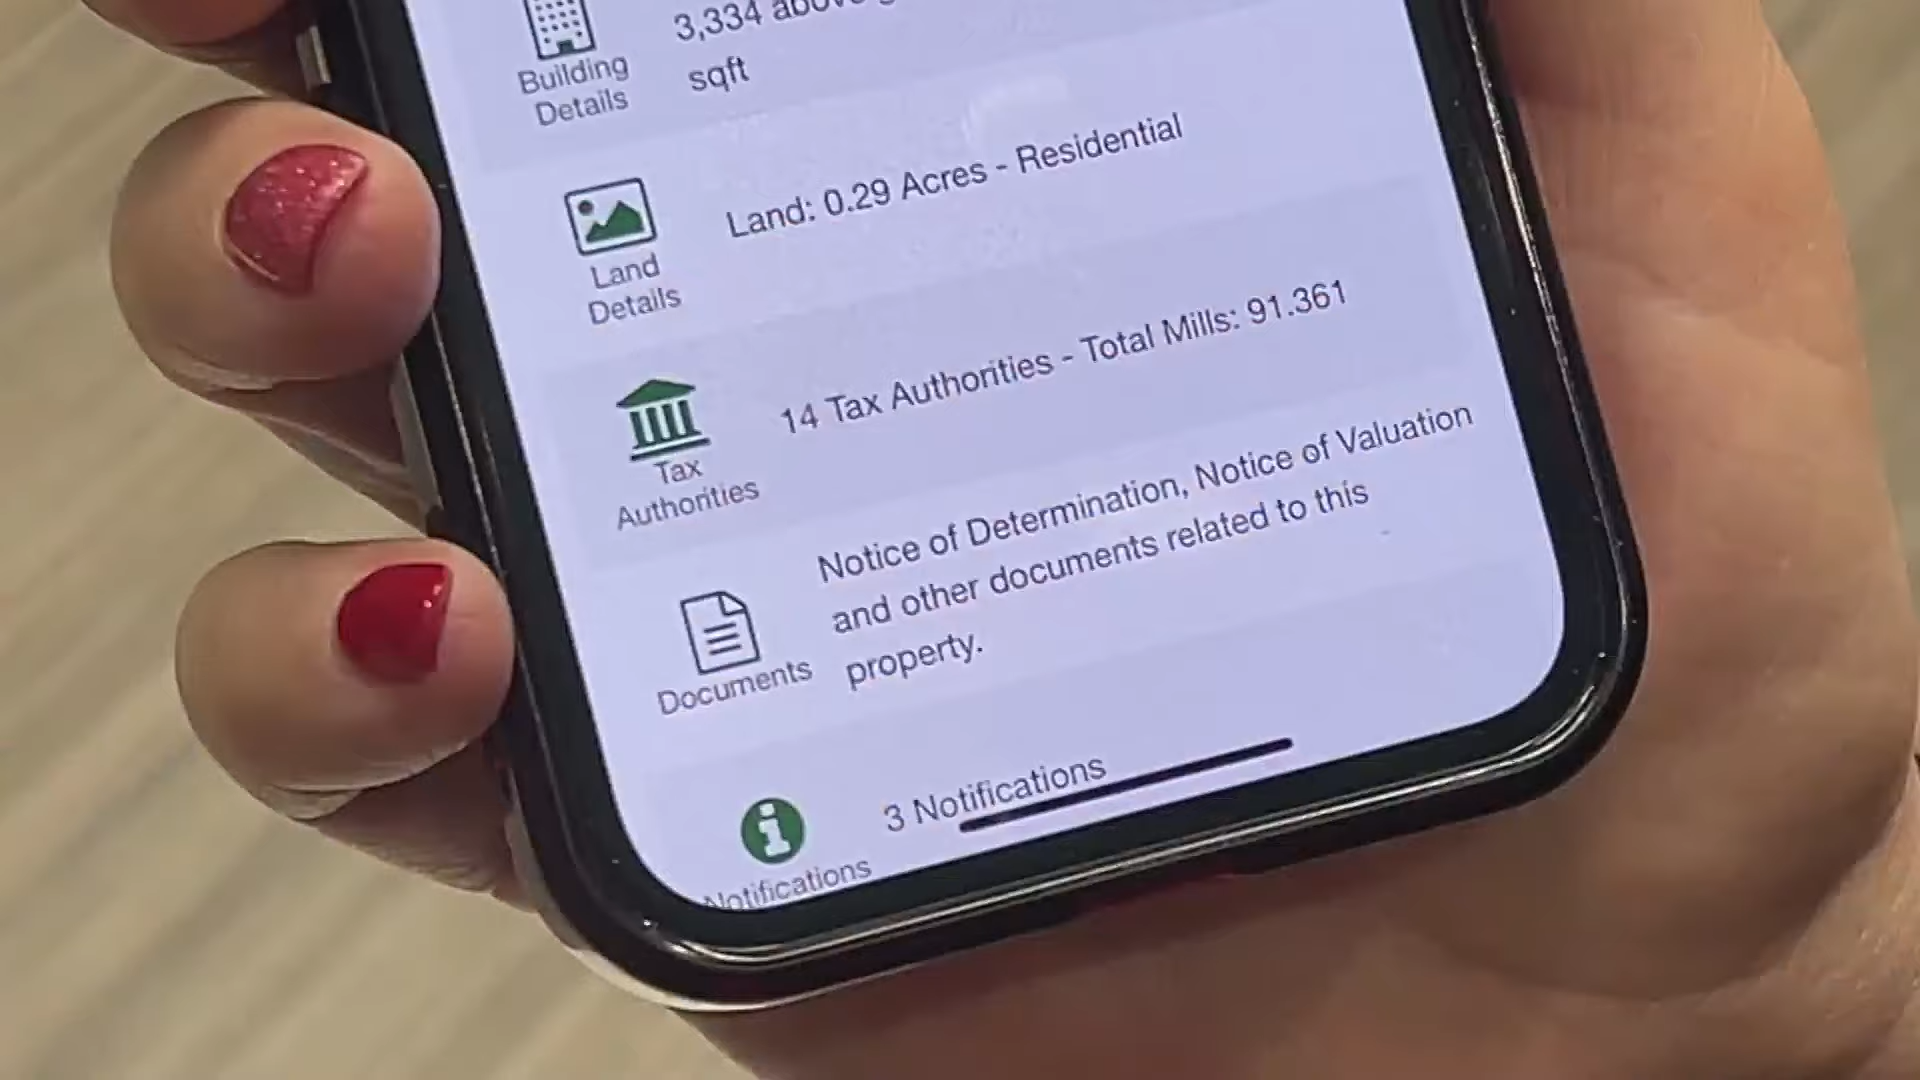 3,334 above
sqft
Building
Details
Land: 0.29 Acres - Residential
Land
Details
14 Tax Authorities - Total Mills: 91.361
Tax
Authorities
Notice of Determination, Notice of Valuation
and other documents related to this
property.
Documents
3 Notifications
Notifications